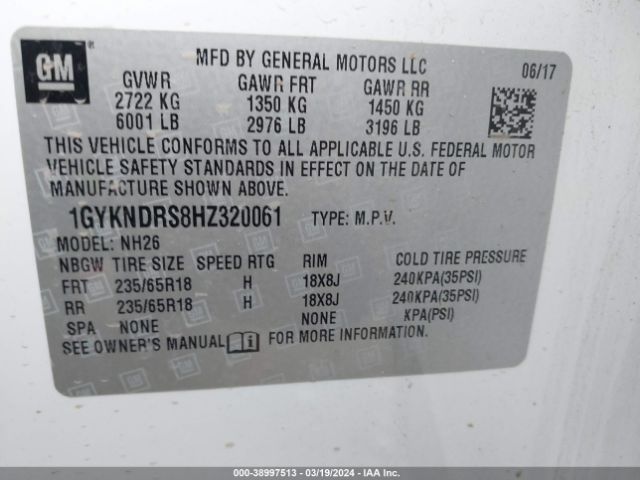 GM
MFD BY GENERAL MOTORS LLC 06/17
GVWR GAWR FRT GAWR RR
2722 KG 1350 KG 1450 KG
6001 LB 2976 LB 3196 LB
THIS VEHICLE CONFORMS TO ALL APPLICABLE U.S. FEDERAL MOTOR
VEHICLE SAFETY STANDARDS IN EFFECT ON THE DATE OF
MANUFACTURE SHOWN ABOVE.
1GYKNDRS8HZ320061 TYPE: M.P.V.
MODEL: NH26
NBGW TIRE SIZE SPEED RTG RIM COLD TIRE PRESSURE
FRT 235/65R18 H 18X8J 240KPA(35PSI)
RR 235/65R18 H 18X8J 240KPA(35PSI)
SPA NONE NONE KPA(PSI)
SEE OWNER'S MANUAL FOR MORE INFORMATION.
000-38997513 - 03/19/2024 - IAA Inc.